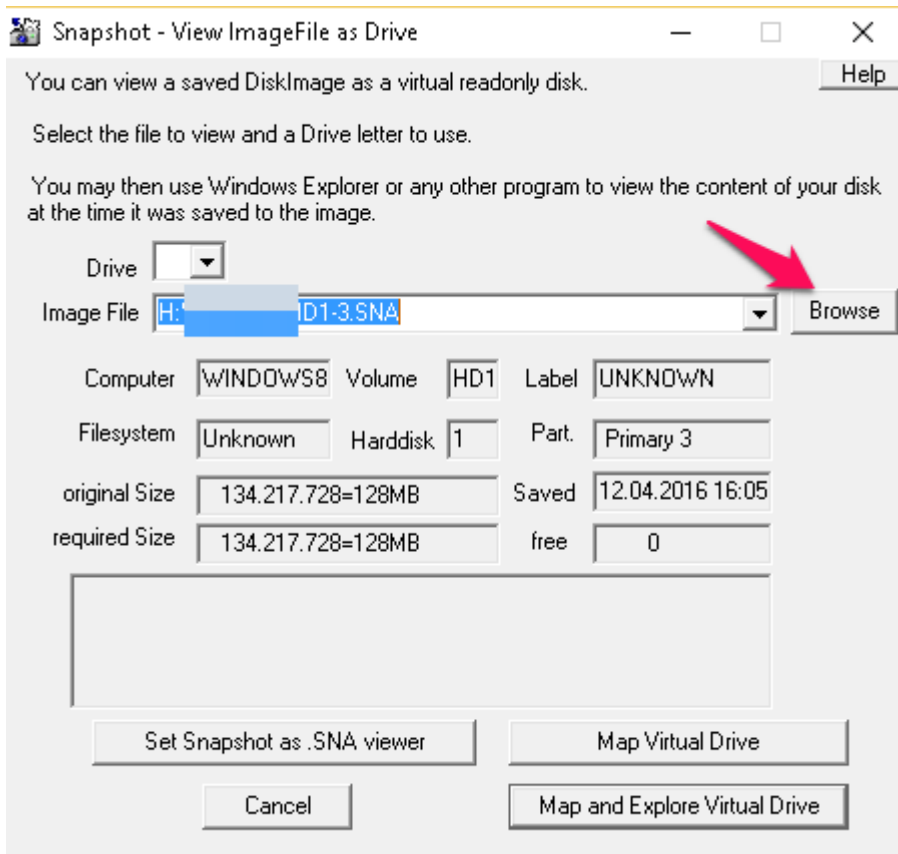 Snapshot - View ImageFile as Drive
Help
You can view a saved DiskImage as a virtual readonly disk.
Select the file to view and a Drive letter to use.
You may then use Windows Explorer or any other program to view the content of your disk
at the time it was saved to the image.
Drive
Image File H: D1-3.SNA Browse
Computer WINDOWS8 Volume HD1 Label UNKNOWN
Filesystem Unknown Harddisk 1 Part. Primary 3
original Size 134.217.728=128MB Saved 12.04.2016 16:05
required Size 134.217.728=128MB free 0
Set Snapshot as .SNA viewer Map Virtual Drive
Cancel Map and Explore Virtual Drive